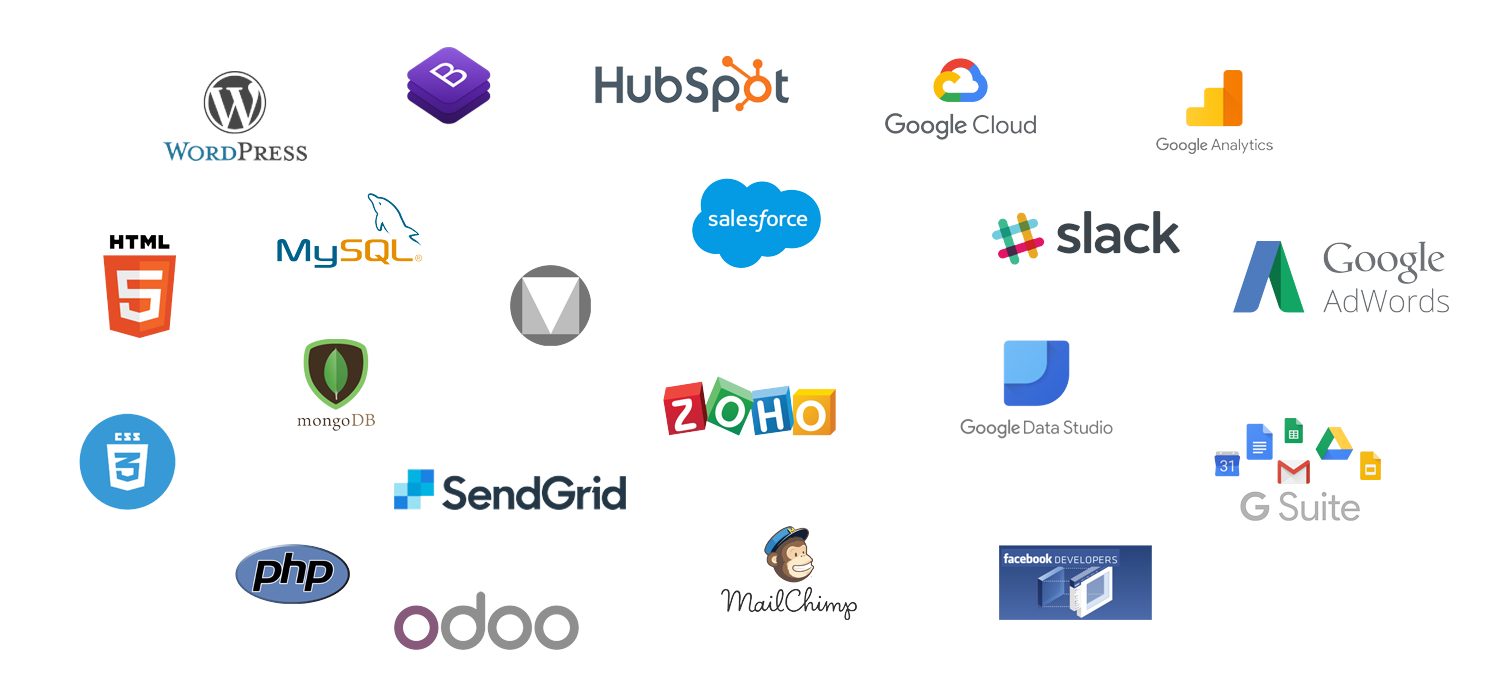 B
HubSpot
W
WORDPRESS
Google Cloud
Google Analytics
salesforce
slack
HTML
5
MySQL®
Google
AdWords
mongoDB
ZOHO
Google Data Studio
CSS
3
31
G Suite
SendGrid
php
odoo
MailChimp
facebook DEVELOPERS